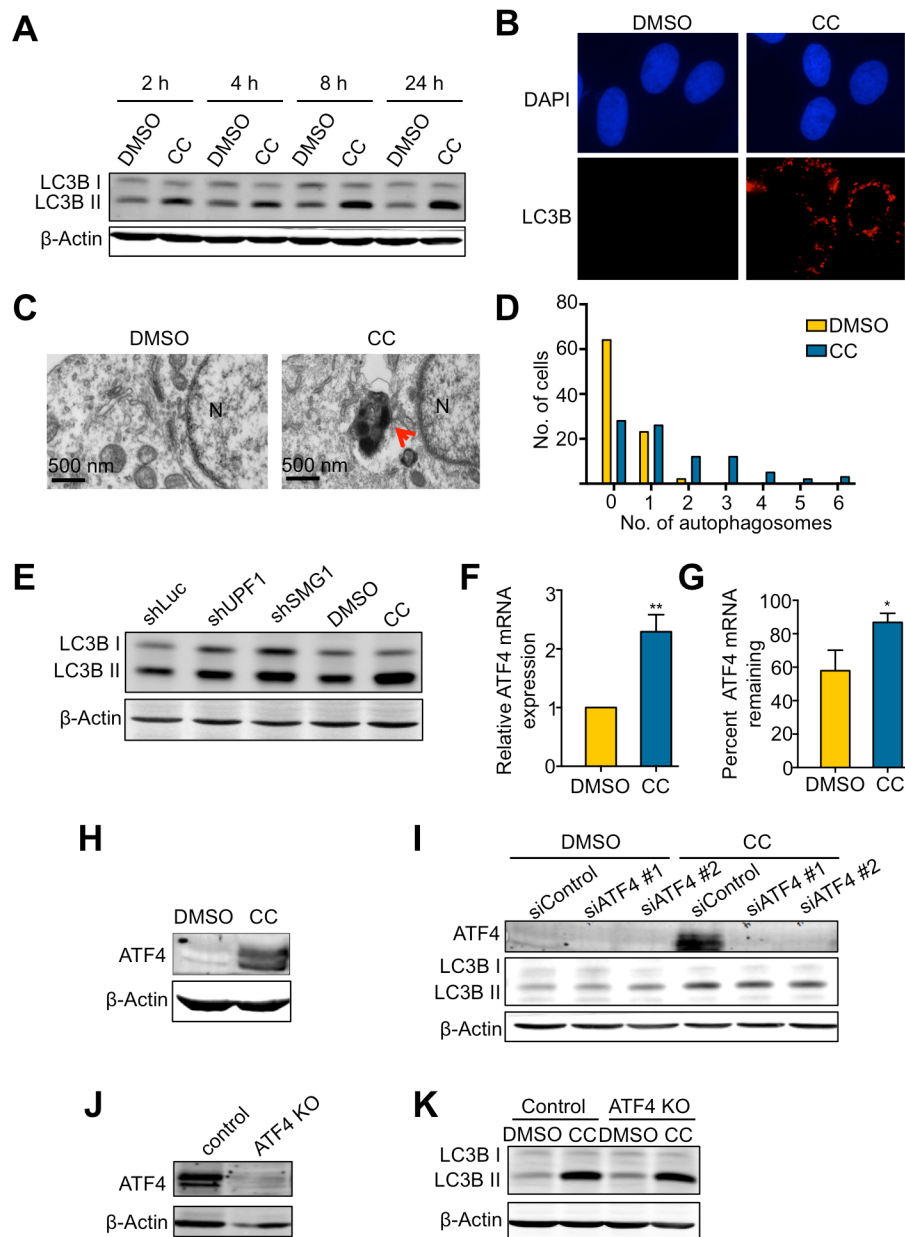 A
2 h 4 h 8 h 24 h
DMSO CC DMSO CC DMSO CC DMSO CC
LC3B I
LC3B II
β-Actin
B
DMSO CC
DAPI
LC3B
C
DMSO CC
N N
500 nm 500 nm
D
80
60
40
20
No. of cells
DMSO
CC
0 1 2 3 4 5 6
No. of autophagosomes
E
shLuc shUPF1 shSMG1 DMSO CC
LC3B I
LC3B II
β-Actin
F
Relative ATF4 mRNA
expression
3
2
1
0
**
DMSO CC
G
Percent ATF4 mRNA
remaining
100
80
60
40
20
0
*
DMSO CC
H
DMSO CC
ATF4
β-Actin
I
DMSO CC
siControl siATF4 #1 siATF4 #2 siControl siATF4 #1 siATF4 #2
ATF4
LC3B I
LC3B II
β-Actin
J
control ATF4 KO
ATF4
β-Actin
K
Control ATF4 KO
DMSO CC DMSO CC
LC3B I
LC3B II
β-Actin